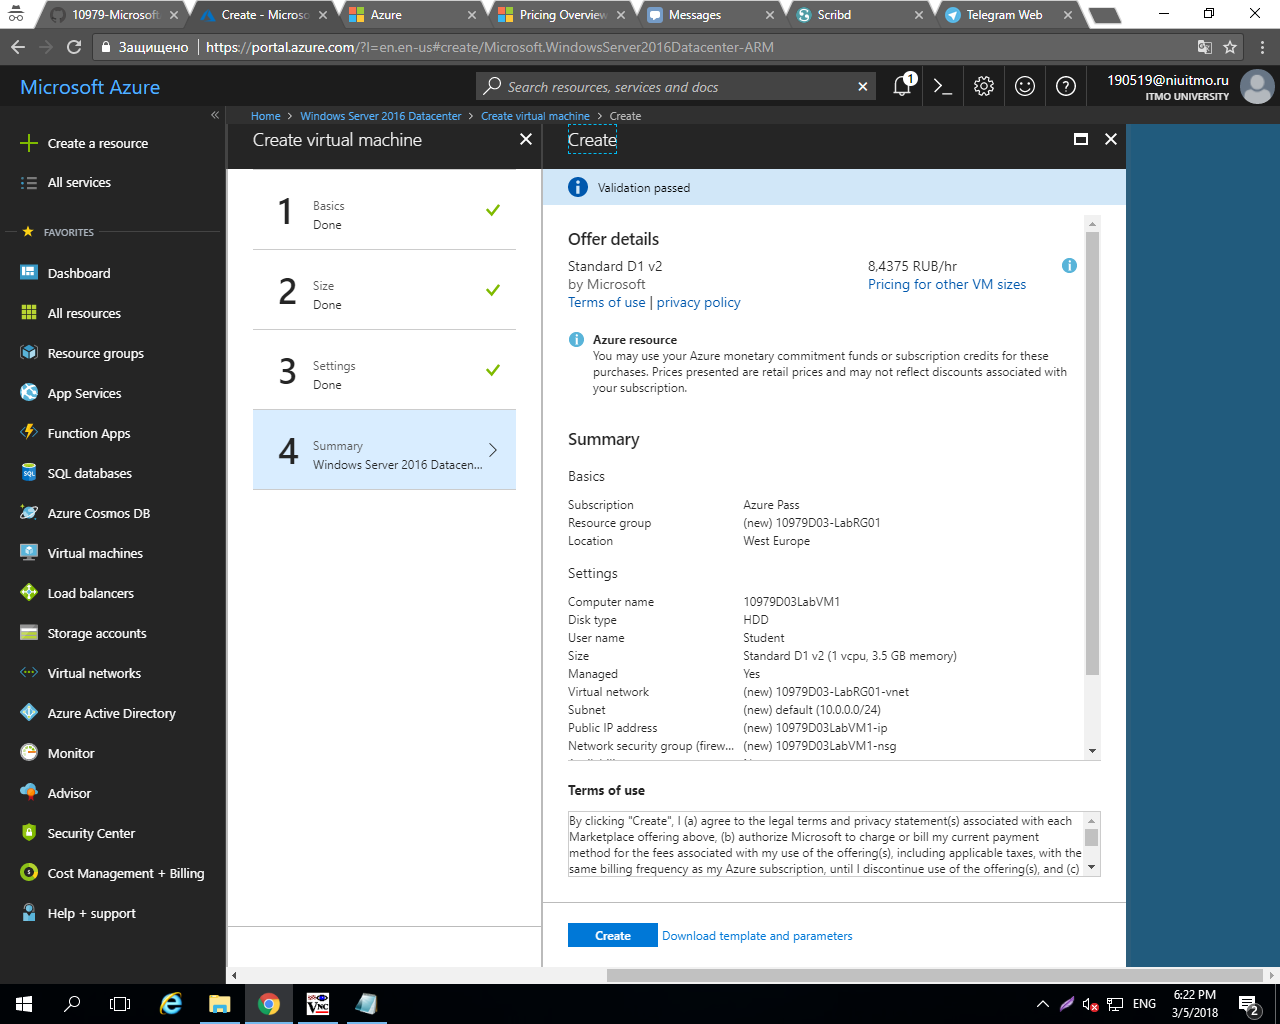 10979-Microsoft
Create - Microso
Azure
Pricing Overview
Messages
Scribd
Telegram Web
Защищено
https://portal.azure.com/?l=en.en-us#create/Microsoft.WindowsServer2016Datacenter-ARM
Microsoft Azure
Search resources, services and docs
1
190519@niuitmo.ru
ITMO UNIVERSITY
Home > Windows Server 2016 Datacenter > Create virtual machine > Create
Create a resource
All services
FAVORITES
Dashboard
All resources
Resource groups
App Services
Function Apps
SQL databases
Azure Cosmos DB
Virtual machines
Load balancers
Storage accounts
Virtual networks
Azure Active Directory
Monitor
Advisor
Security Center
Cost Management + Billing
Help + support
Create virtual machine
1
Basics
Done
2
Size
Done
3
Settings
Done
4
Summary
Windows Server 2016 Datacen...
Create
Validation passed
Offer details
Standard D1 v2
8,4375 RUB/hr
by Microsoft
Pricing for other VM sizes
Terms of use | privacy policy
Azure resource
You may use your Azure monetary commitment funds or subscription credits for these
purchases. Prices presented are retail prices and may not reflect discounts associated with
your subscription.
Summary
Basics
Subscription Azure Pass
Resource group (new) 10979D03-LabRG01
Location West Europe
Settings
Computer name 10979D03LabVM1
Disk type HDD
User name Student
Size Standard D1 v2 (1 vcpu, 3.5 GB memory)
Managed Yes
Virtual network (new) 10979D03-LabRG01-vnet
Subnet (new) default (10.0.0.0/24)
Public IP address (new) 10979D03LabVM1-ip
Network security group (firew... (new) 10979D03LabVM1-nsg
Terms of use
By clicking "Create", I (a) agree to the legal terms and privacy statement(s) associated with each
Marketplace offering above, (b) authorize Microsoft to charge or bill my current payment
method for the fees associated with my use of the offering(s), including applicable taxes, with the
same billing frequency as my Azure subscription, until I discontinue use of the offering(s), and (c)
Create
Download template and parameters
ENG
6:22 PM
3/5/2018
2